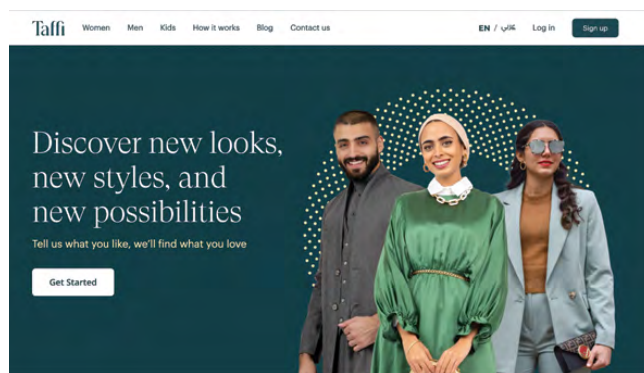 Taffi Women Men Kids How it works Blog Contact us EN / عربي Log in Sign up
Discover new looks,
new styles, and
new possibilities
Tell us what you like, we'll find what you love
Get Started